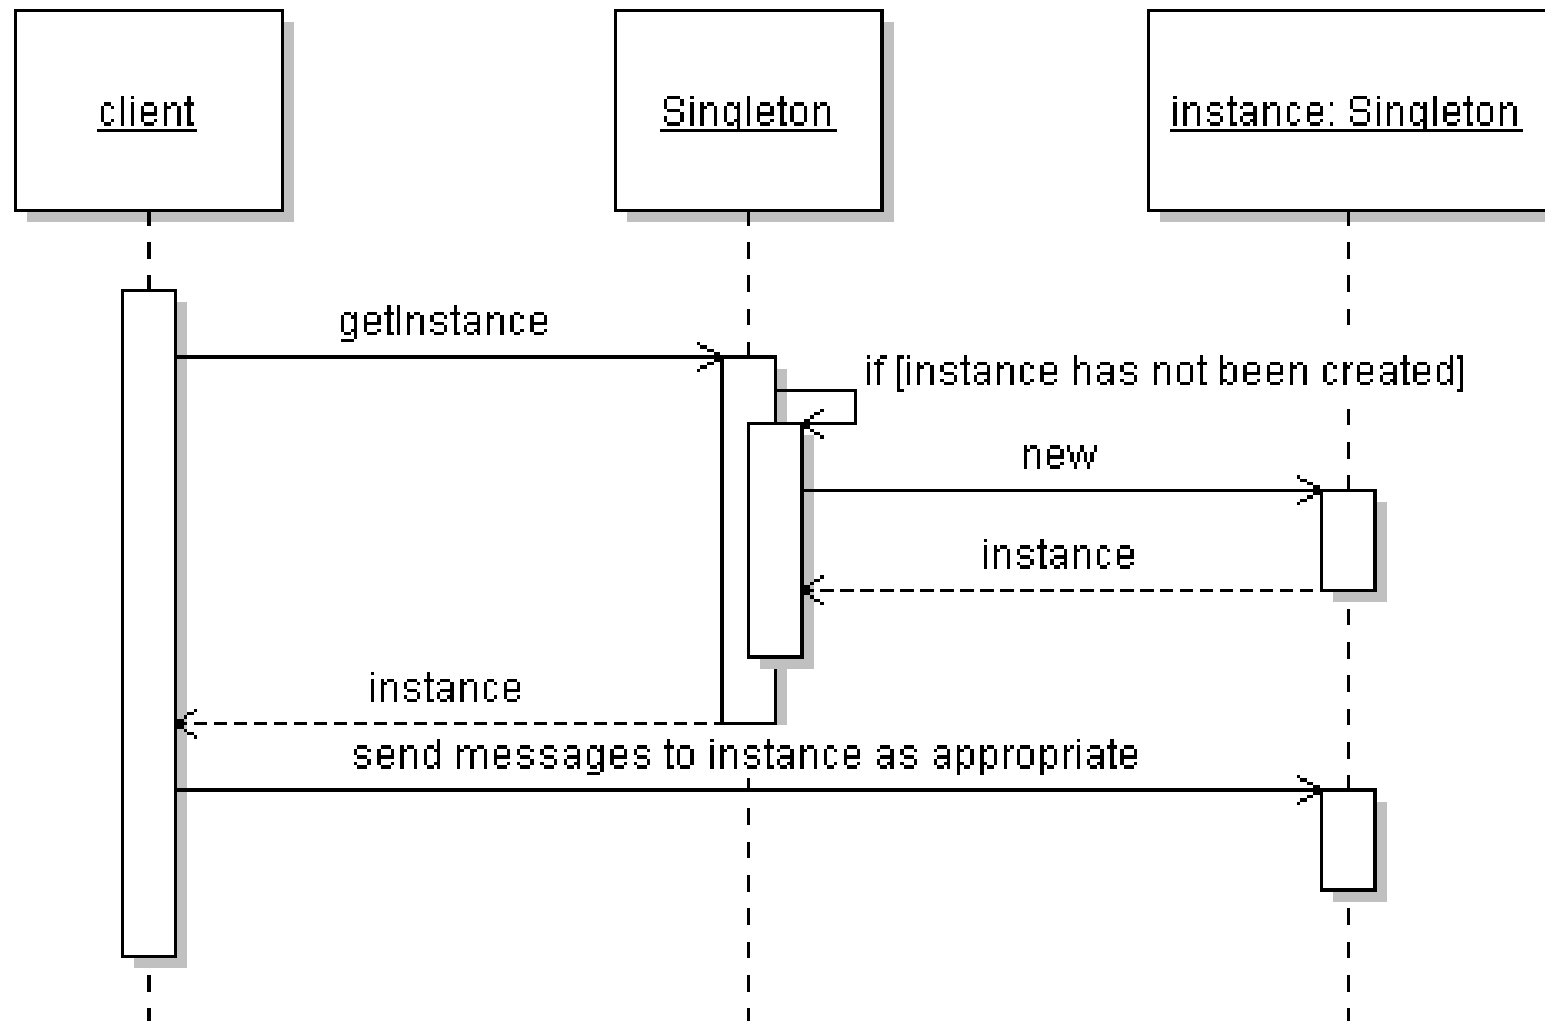 client
Singleton
instance: Singleton
getInstance
if [instance has not been created]
new
instance
instance
send messages to instance as appropriate